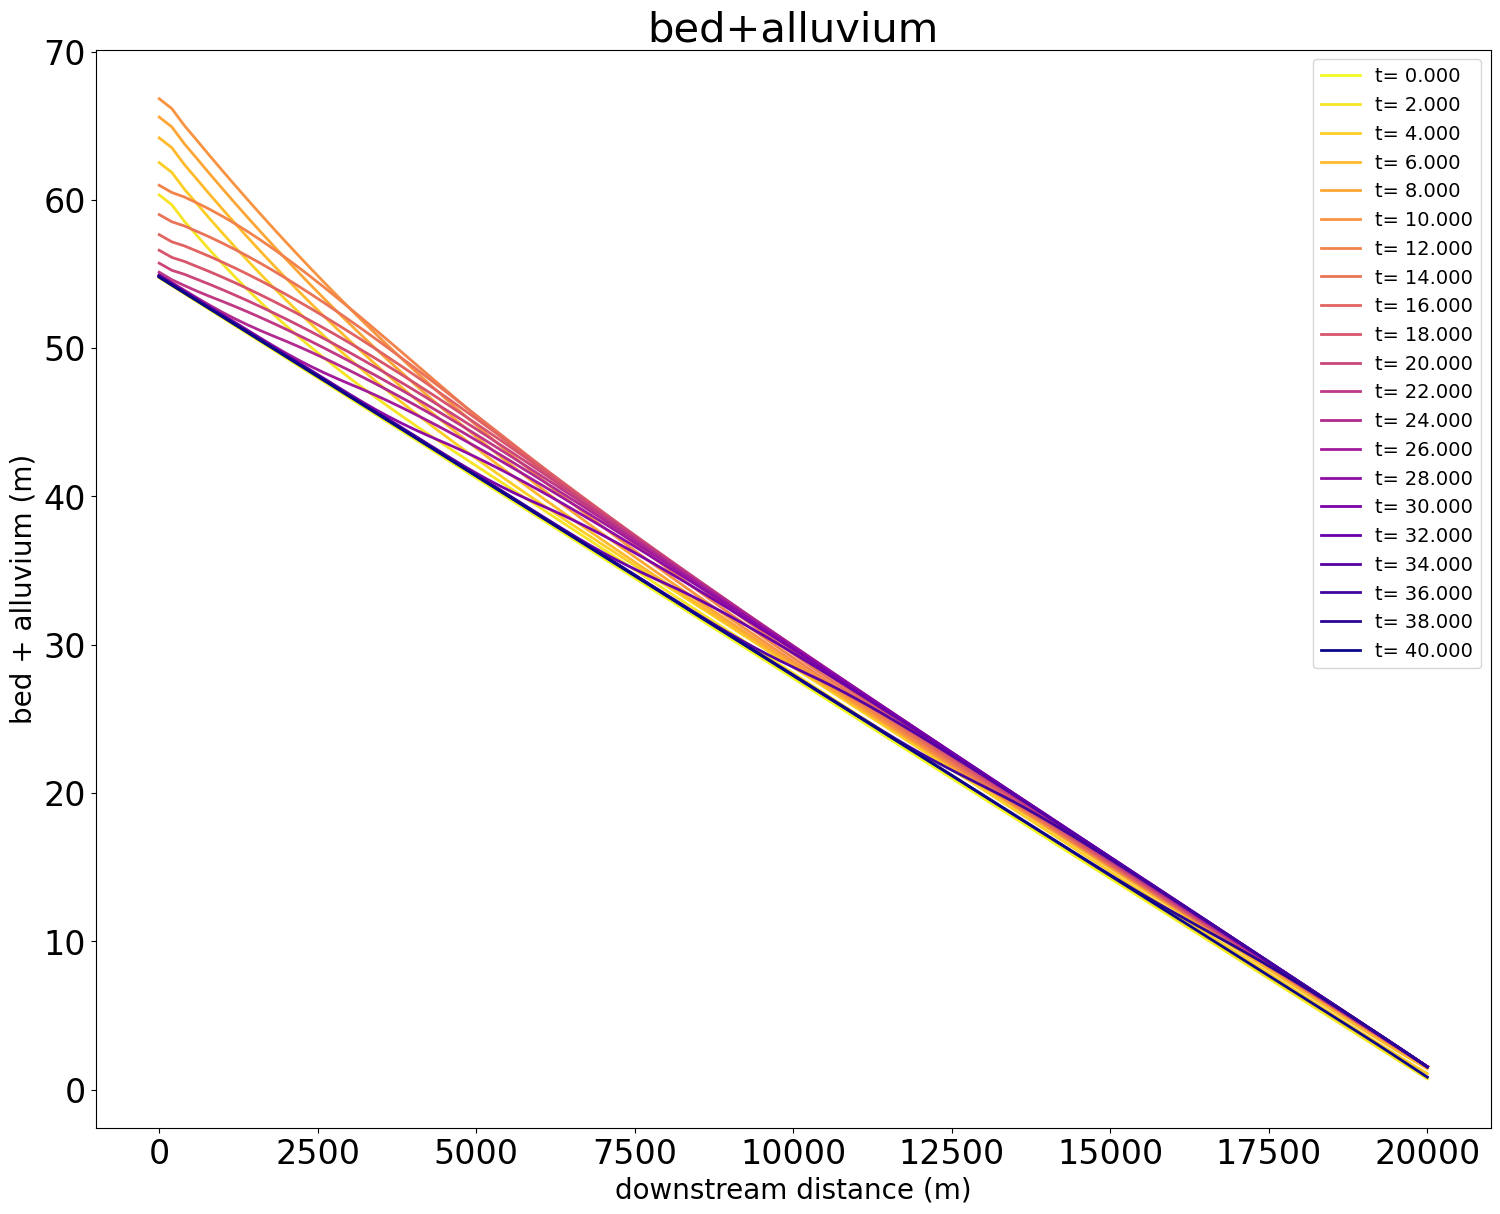 bed+alluvium
70
60
50
40
30
20
10
0
bed + alluvium (m)
t= 0.000
t= 2.000
t= 4.000
t= 6.000
t= 8.000
t= 10.000
t= 12.000
t= 14.000
t= 16.000
t= 18.000
t= 20.000
t= 22.000
t= 24.000
t= 26.000
t= 28.000
t= 30.000
t= 32.000
t= 34.000
t= 36.000
t= 38.000
t= 40.000
0 2500 5000 7500 10000 12500 15000 17500 20000
downstream distance (m)